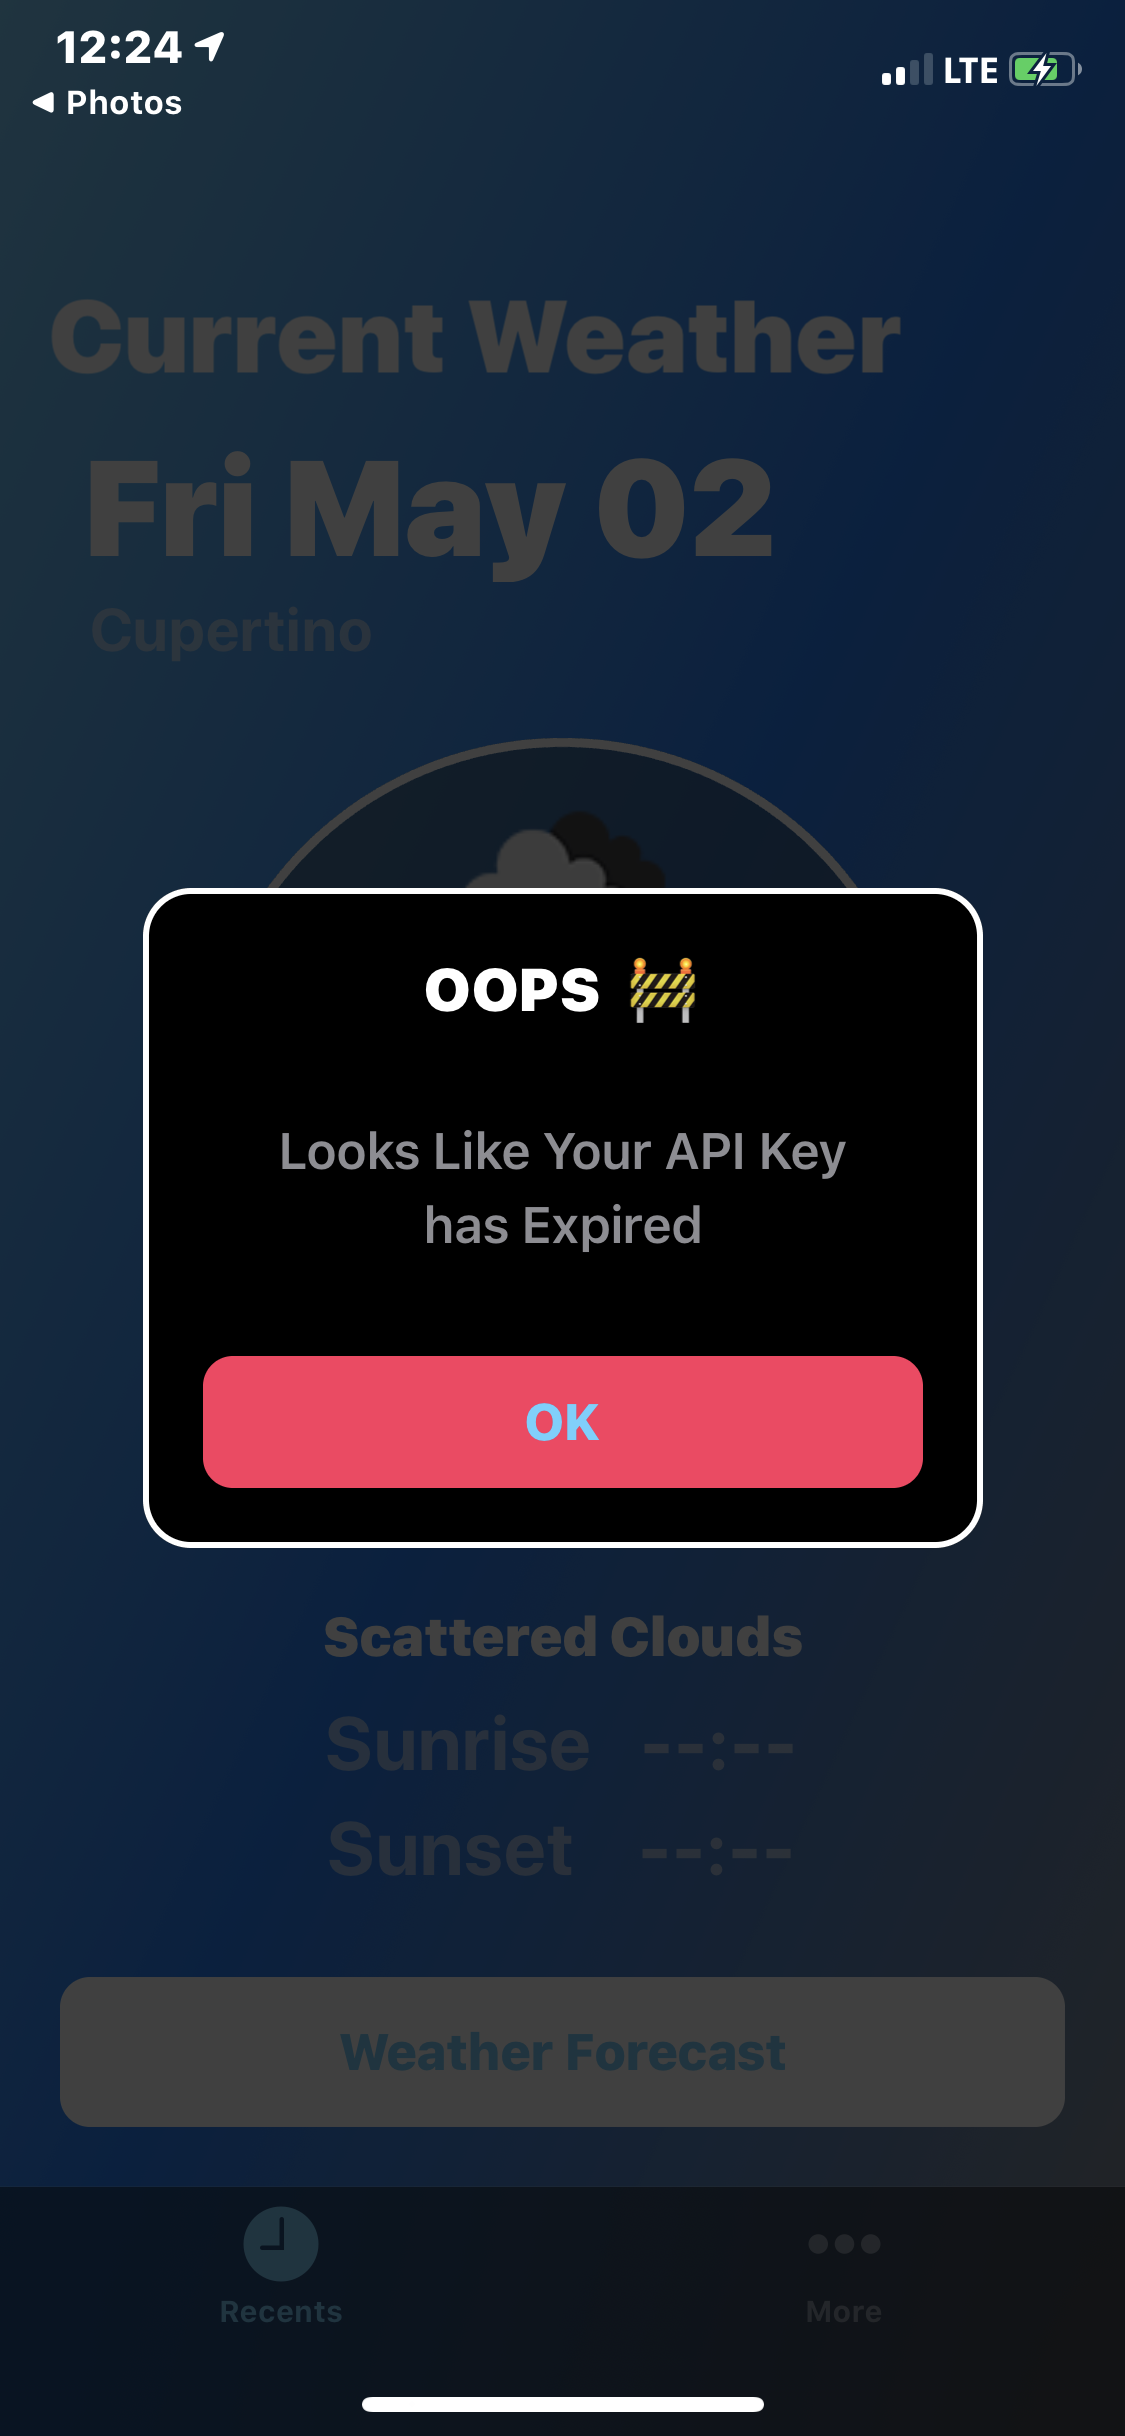 12:24
LTE
Photos
Current Weather
Fri May 02
Cupertino
OOPS 🚧
Looks Like Your API Key
has Expired
OK
Scattered Clouds
Sunrise --:--
Sunset --:--
Weather Forecast
Recents
More